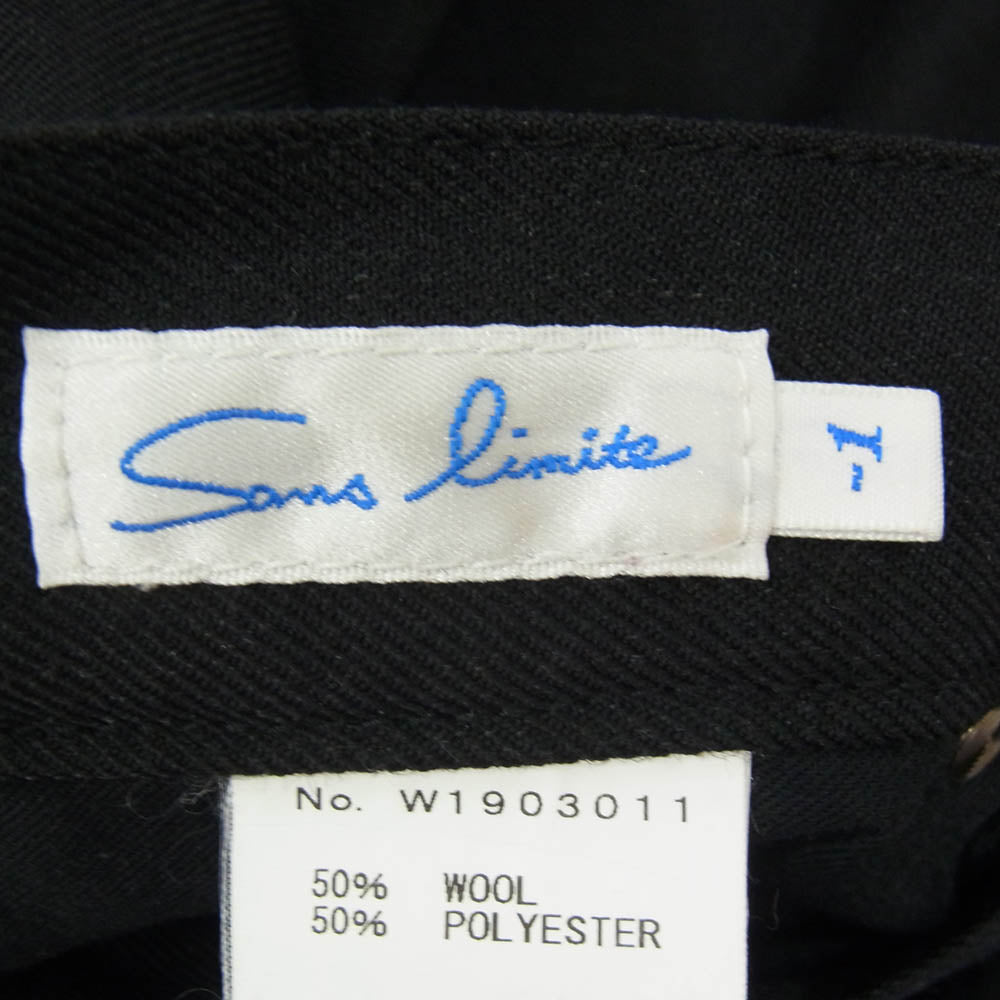 Sans limite
-1
No. W1903011
50% WOOL
50% POLYESTER